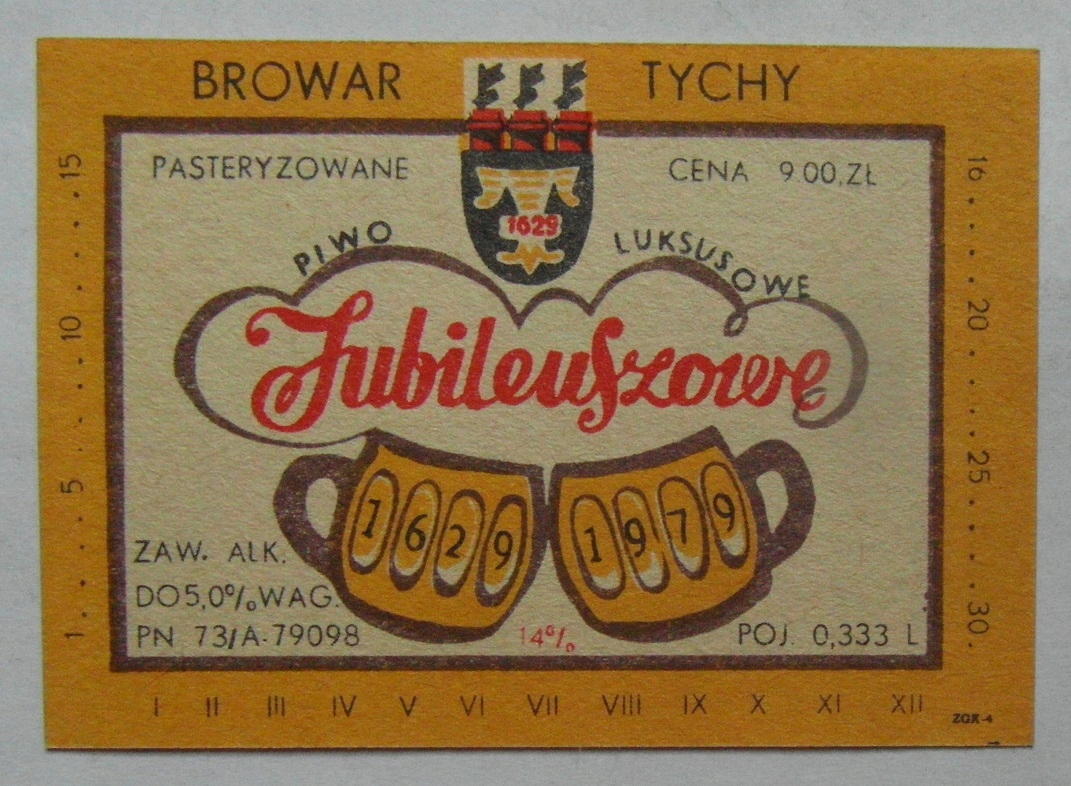 BROWAR TYCHY
PASTERYZOWANE
CENA 9.00.ZŁ
1629
PIWO LUKSUSOWE
Jubileuszowe
1629 1979
ZAW. ALK.
DO 5,0% WAG.
PN 73/A-79098
14%
POJ. 0,333 L
1 . . . 5 . . . . 10 . . . . 15
16 . . . 20 . . . . 25 . . . . 30.
I II III IV V VI VII VIII IX X XI XII
ZGK-4